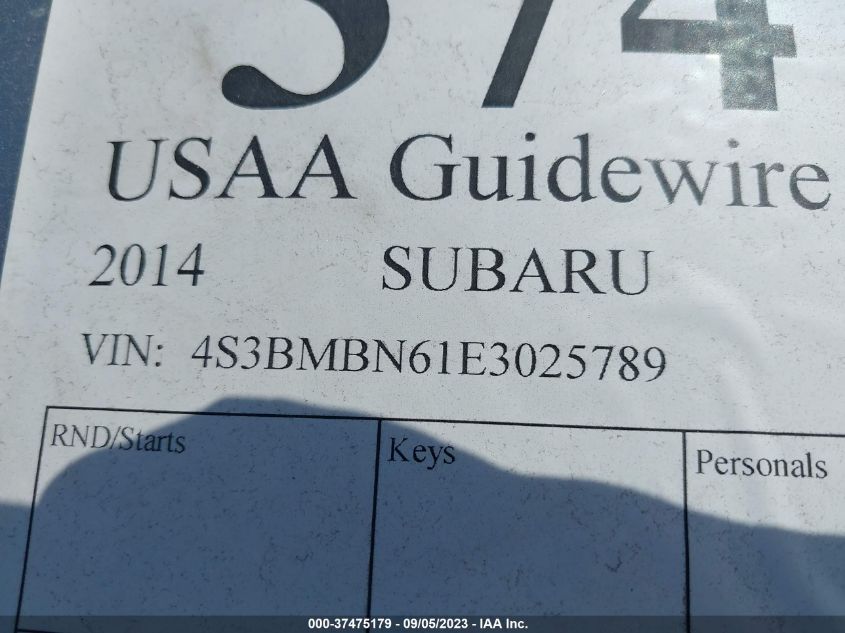 USAA Guidewire
2014 SUBARU
VIN: 4S3BMBN61E3025789
RND/Starts Keys Personals
000-37475179 - 09/05/2023 - IAA Inc.